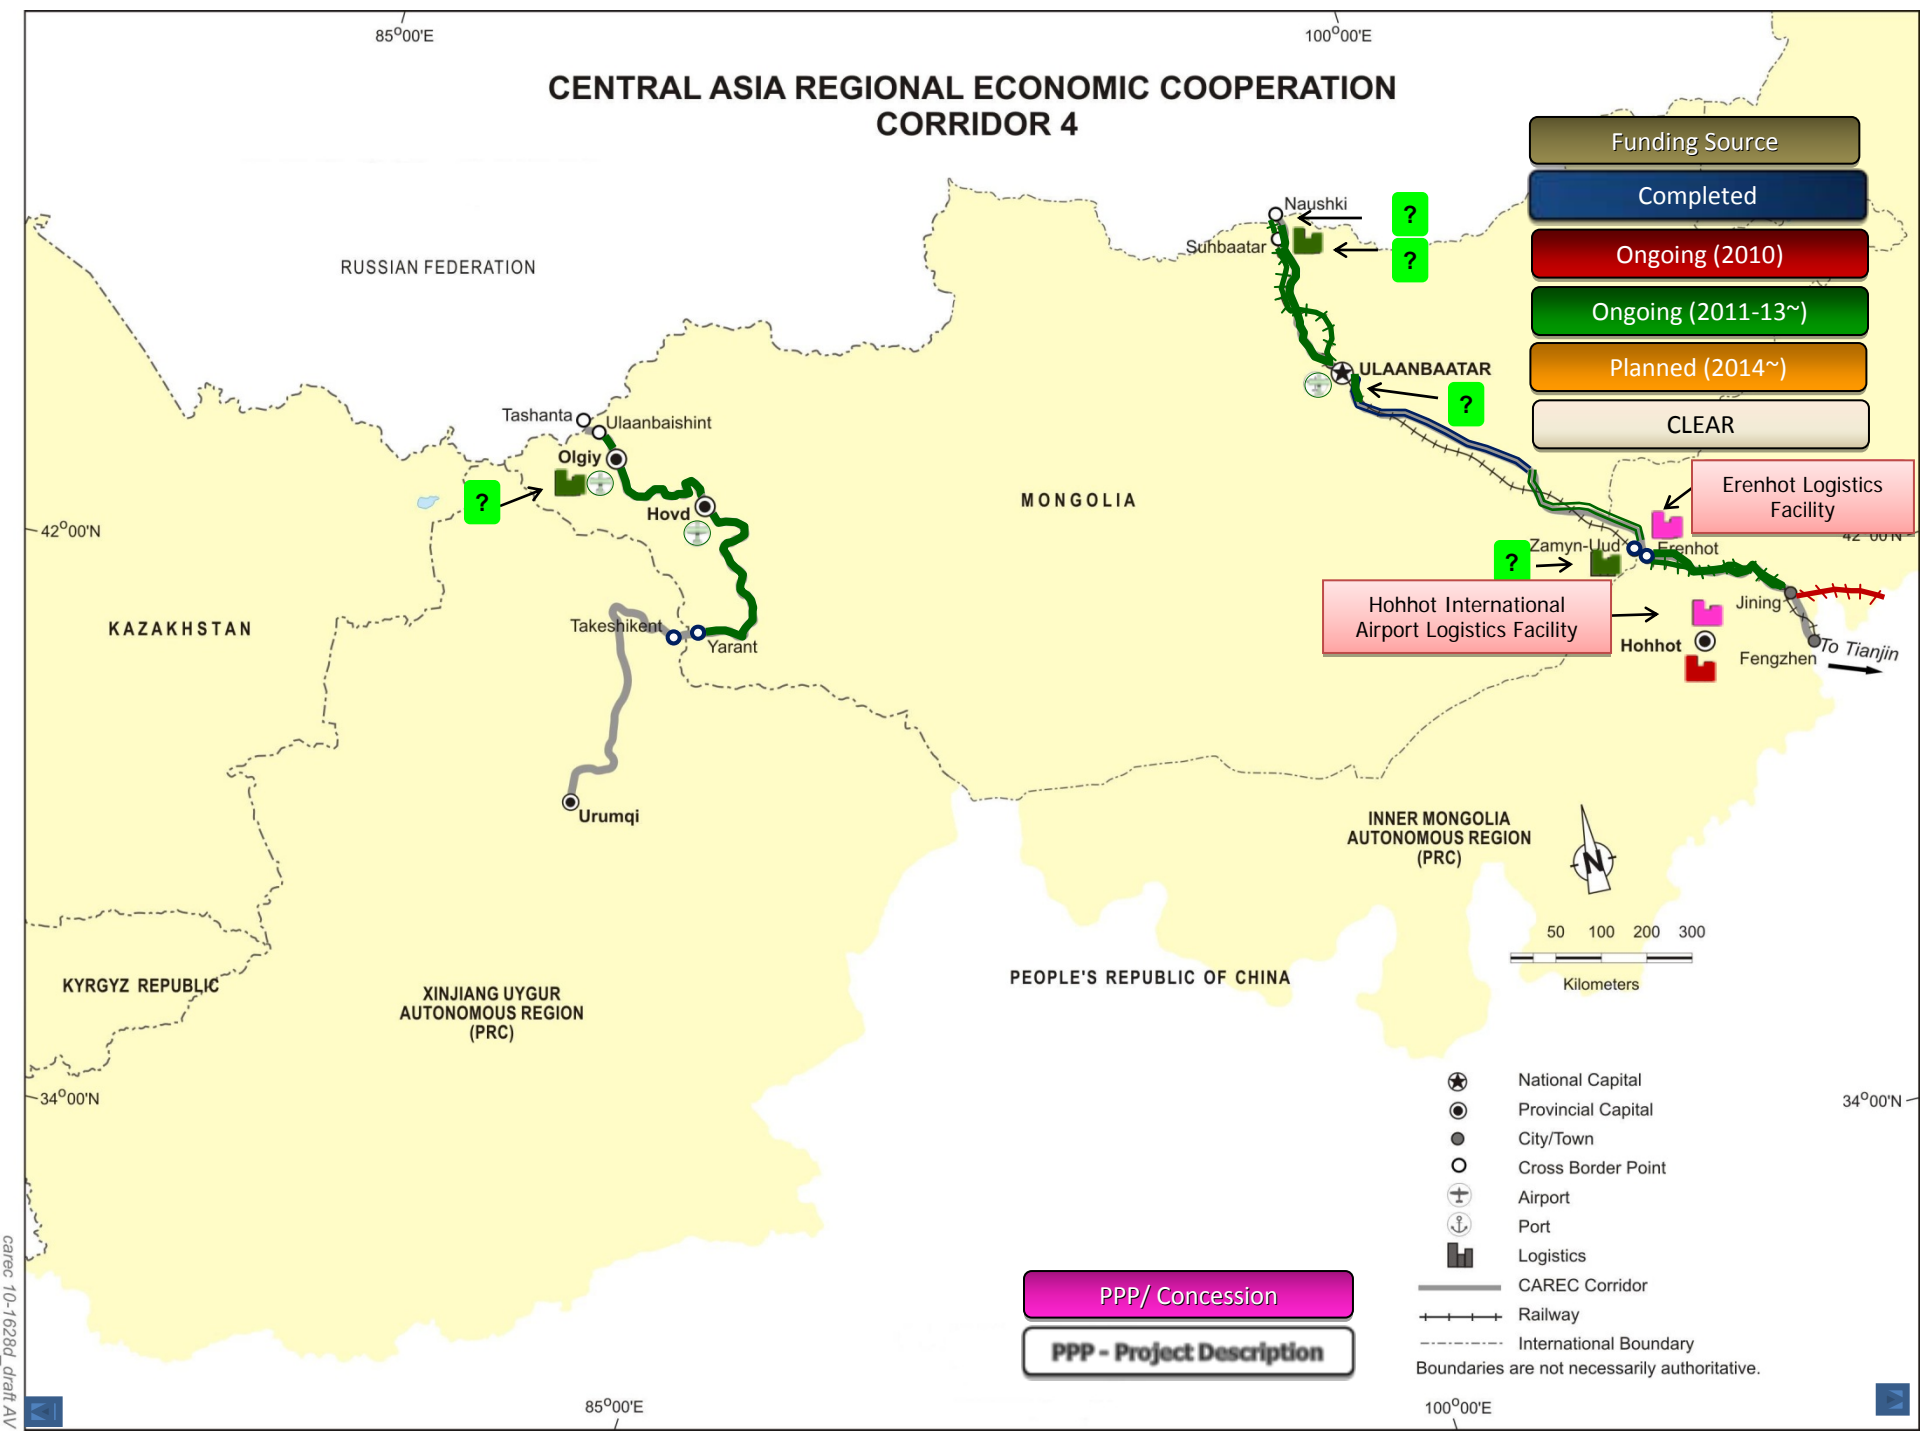 85°00'E
100°00'E
CENTRAL ASIA REGIONAL ECONOMIC COOPERATION
CORRIDOR 4
Funding Source
Completed
Ongoing (2010)
Ongoing (2011-13~)
Planned (2014~)
CLEAR
Naushki
?
Suhbaatar
?
RUSSIAN FEDERATION
ULAANBAATAR
?
Tashanta
Ulaanbaishint
Olgiy
?
Hovd
MONGOLIA
Erenhot Logistics
Facility
42°00'N
42°00'N
Zamyn-Uud
Erenhot
?
Hohhot International
Airport Logistics Facility
Jining
KAZAKHSTAN
Takeshikent
Yarant
Hohhot
Fengzhen
To Tianjin
Urumqi
INNER MONGOLIA
AUTONOMOUS REGION
(PRC)
N
50 100 200 300
Kilometers
KYRGYZ REPUBLIC
XINJIANG UYGUR
AUTONOMOUS REGION
(PRC)
PEOPLE'S REPUBLIC OF CHINA
34°00'N
34°00'N
National Capital
Provincial Capital
City/Town
Cross Border Point
Airport
Port
Logistics
CAREC Corridor
Railway
International Boundary
Boundaries are not necessarily authoritative.
PPP/ Concession
PPP - Project Description
85°00'E
100°00'E
carec 10-1628d_draft AV